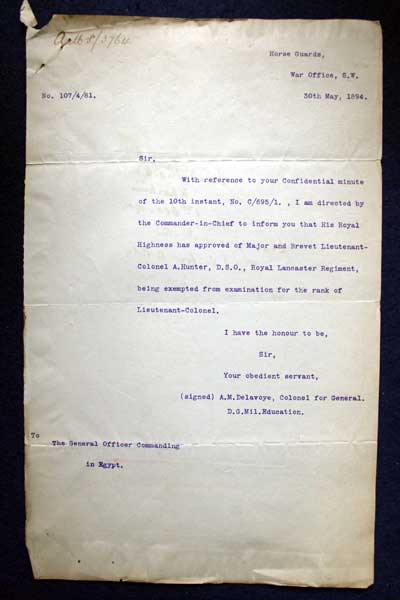 Horse Guards,
War Office, S.W.
No. 107/4/81.
30th May, 1894.
Sir,
With reference to your Confidential minute
of the 10th instant, No. C/695/1. , I am directed by
the Commander-in-Chief to inform you that His Royal
Highness has approved of Major and Brevet Lieutenant-
Colonel A.Hunter, D.S.O., Royal Lancaster Regiment,
being exempted from examination for the rank of
Lieutenant-Colonel.
I have the honour to be,
Sir,
Your obedient servant,
(signed) A.M.Delavoye, Colonel for General.
D.G.Mil.Education.
To
The General Officer Commanding
in Egypt.